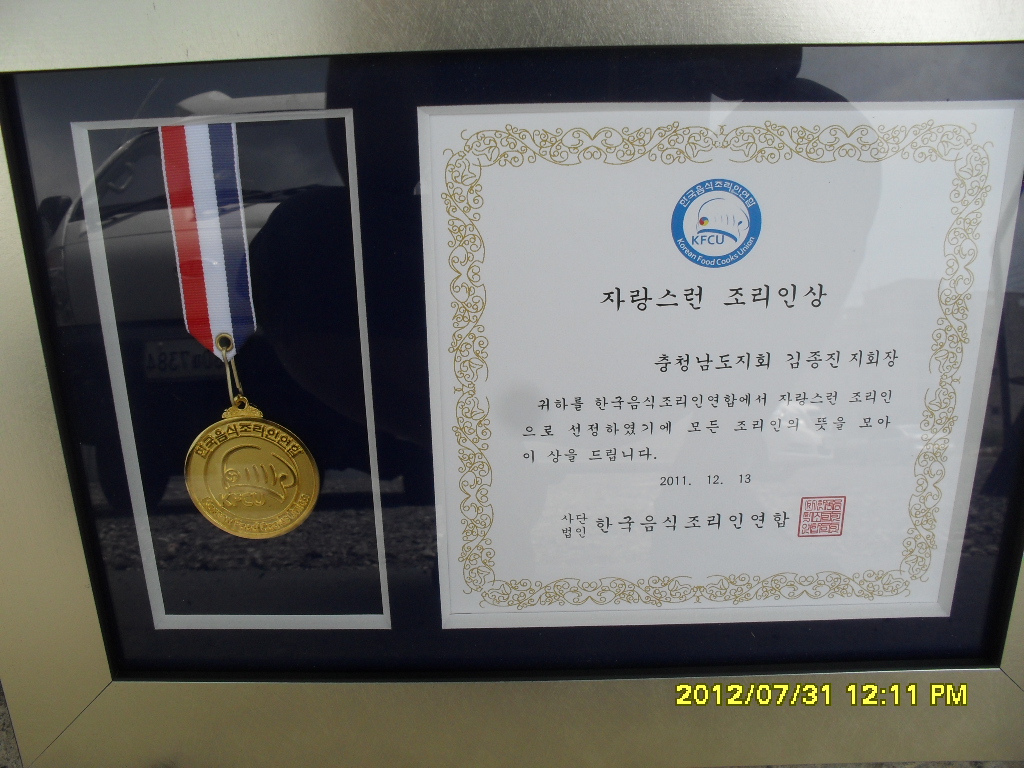 한국음식조리인연합
KFCU
Korean Food Cooks Union
자랑스런 조리인상
충청남도지회 김종진 지회장
귀하를 한국음식조리인연합에서 자랑스런 조리인
으로 선정하였기에 모든 조리인의 뜻을 모아
이 상을 드립니다.
2011. 12. 13
사단법인 한국음식조리인연합
한국음식조리인연합
KFCU
2012/07/31 12:11 PM